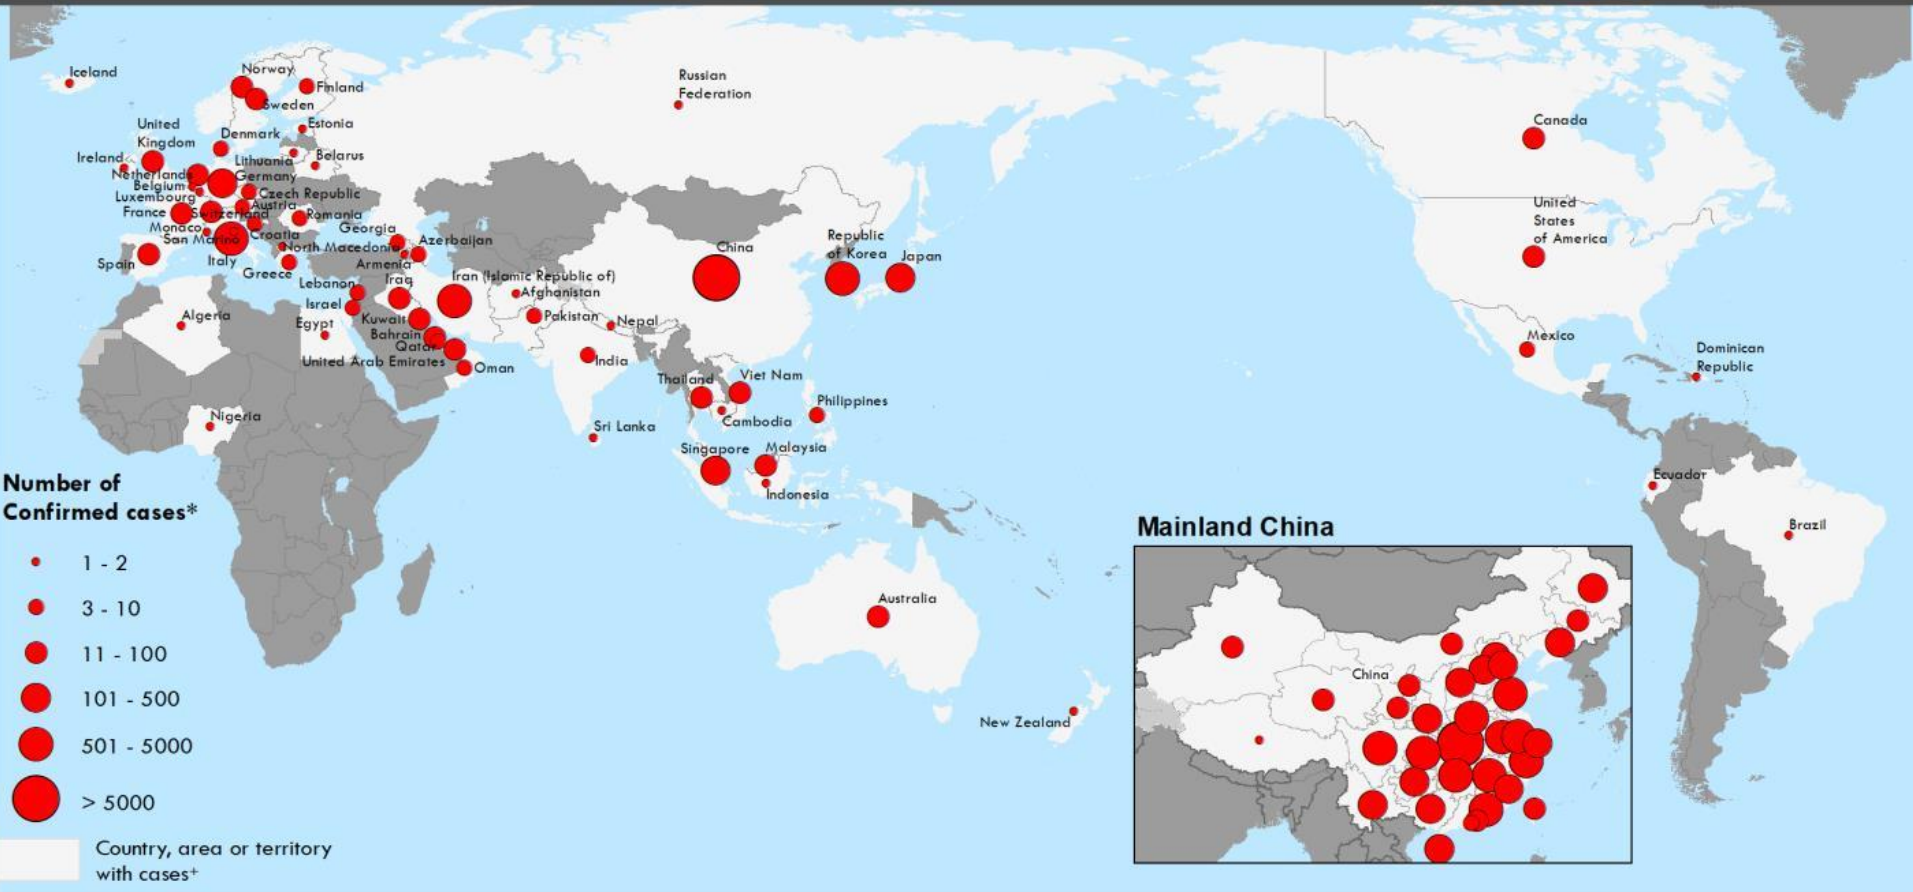 Iceland
Norway
Finland
Sweden
Estonia
United
Kingdom
Denmark
Ireland
Lithuania
Belarus
Netherlands
Germany
Belgium
Czech Republic
Luxembourg
Austria
France
Switzerland
Romania
Monaco
San Marino
Croatia
Georgia
North Macedonia
Azerbaijan
Spain
Italy
Greece
Armenia
Lebanon
Iraq
Iran (Islamic Republic of)
Afghanistan
Israel
Algeria
Egypt
Kuwait
Pakistan
Nepal
Bahrain
Qatar
United Arab Emirates
Oman
India
Nigeria
Sri Lanka
Russian
Federation
China
Republic
of Korea
Japan
Thailand
Viet Nam
Cambodia
Philippines
Singapore
Malaysia
Indonesia
Australia
New Zealand
Canada
United
States
of America
Mexico
Dominican
Republic
Ecuador
Brazil
Number of
Confirmed cases*
1 - 2
3 - 10
11 - 100
101 - 500
501 - 5000
> 5000
Country, area or territory
with cases+
Mainland China
China